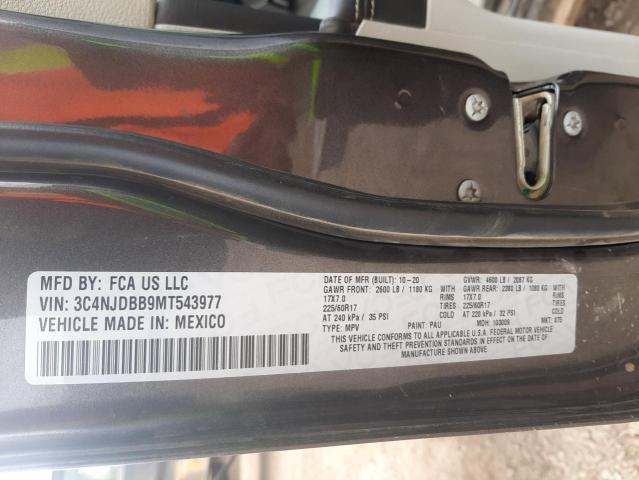 MFD BY: FCA US LLC
VIN: 3C4NJDBB9MT543977
VEHICLE MADE IN: MEXICO
DATE OF MFR (BUILT): 10-20 GVWR: 4600 LB / 2087 KG
GAWR FRONT: 2600 LB / 1180 KG GAWR REAR: 2380 LB / 1080 KG
17X7.0 RIMS 17X7.0 RIMS
225/60R17 TIRES 225/60R17 TIRES
AT 240 kPa / 35 PSI COLD AT 220 kPa / 32 PSI COLD
TYPE: MPV PAINT: PAU MDH: 103009 MKT: 875
THIS VEHICLE CONFORMS TO ALL APPLICABLE U.S.A. FEDERAL MOTOR VEHICLE
SAFETY AND THEFT PREVENTION STANDARDS IN EFFECT ON THE DATE OF
MANUFACTURE SHOWN ABOVE.